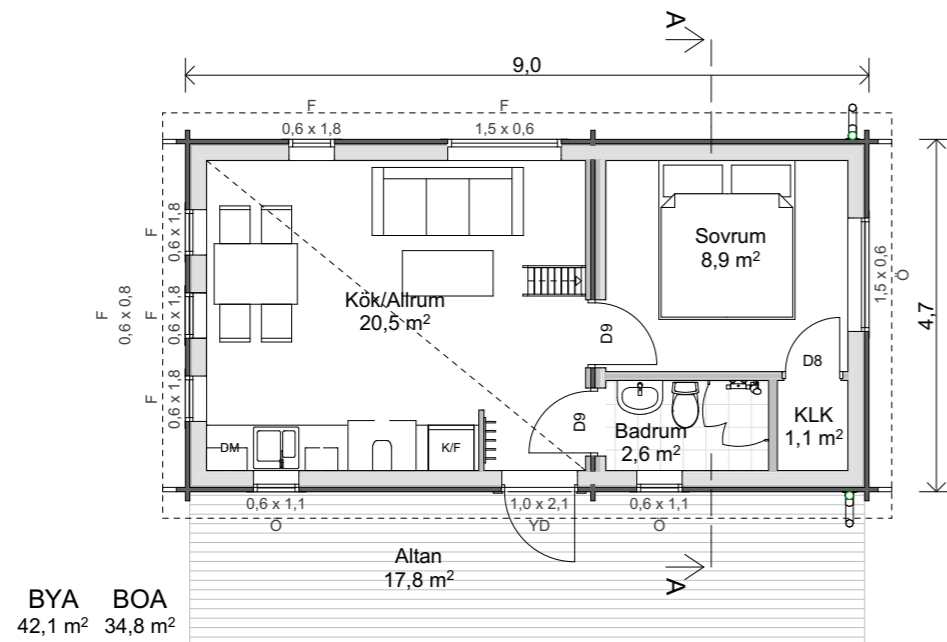 A
9,0
F
F
0,6 x 1,8
1,5 x 0,6
F
0,6 x 1,8
Sovrum
8,9 m²
1,5 x 0,6
Ö
F
0,6 x 0,8
F
0,6 x 1,8
Kök/Allrum
20,5 m²
4,7
D9
D8
F
0,6 x 1,8
DM
K/F
D9
Badrum
2,6 m²
KLK
1,1 m²
0,6 x 1,1
Ö
1,0 x 2,1
YD
0,6 x 1,1
Ö
Altan
17,8 m²
A
BYA BOA
42,1 m² 34,8 m²